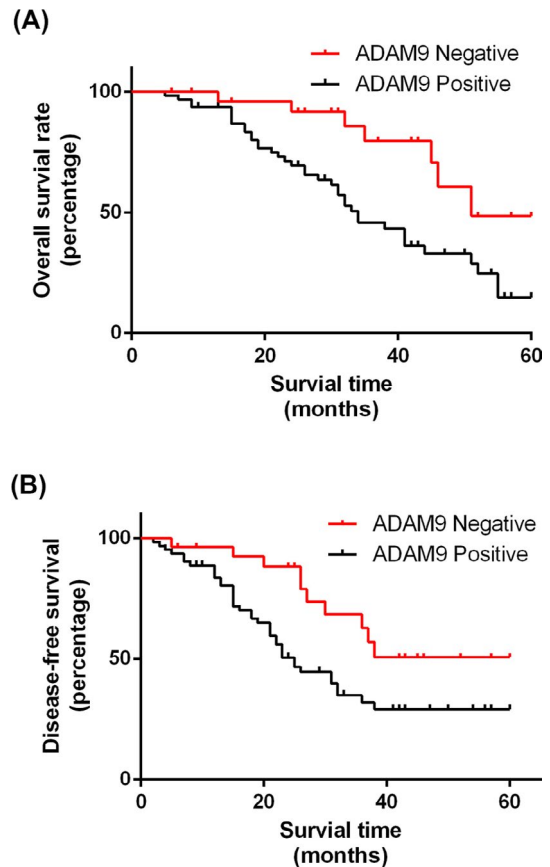 (A)
ADAM9 Negative
ADAM9 Positive
100
50
0
Overall survial rate
(percentage)
0 20 40 60
Survial time
(months)
(B)
ADAM9 Negative
ADAM9 Positive
100
50
0
Disease-free survial
(percentage)
0 20 40 60
Survial time
(months)